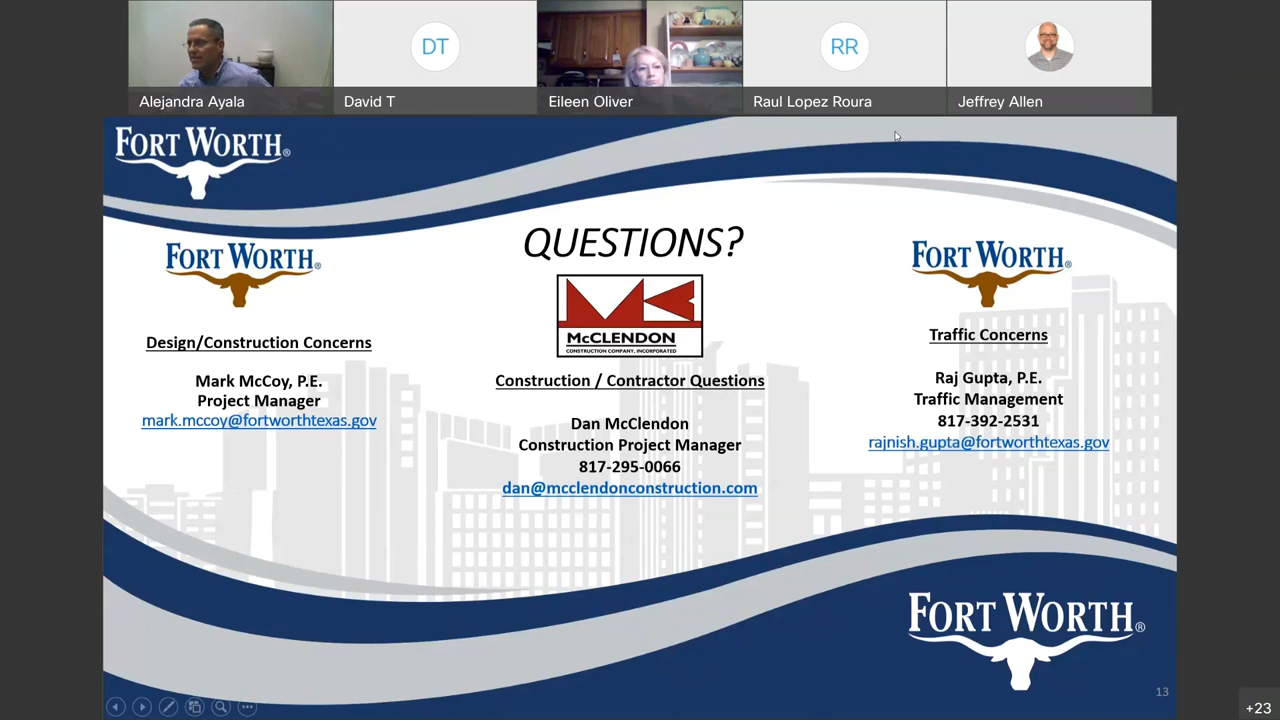 DT
RR
Alejandra Ayala
David T
Eileen Oliver
Raul Lopez Roura
Jeffrey Allen
FORT WORTH®
QUESTIONS?
FORT WORTH®
Design/Construction Concerns
Mark McCoy, P.E.
Project Manager
mark.mccoy@fortworthtexas.gov
McCLENDON
CONSTRUCTION COMPANY, INCORPORATED
Construction / Contractor Questions
Dan McClendon
Construction Project Manager
817-295-0066
dan@mcclendonconstruction.com
FORT WORTH®
Traffic Concerns
Raj Gupta, P.E.
Traffic Management
817-392-2531
rajnish.gupta@fortworthtexas.gov
FORT WORTH®
13
+23